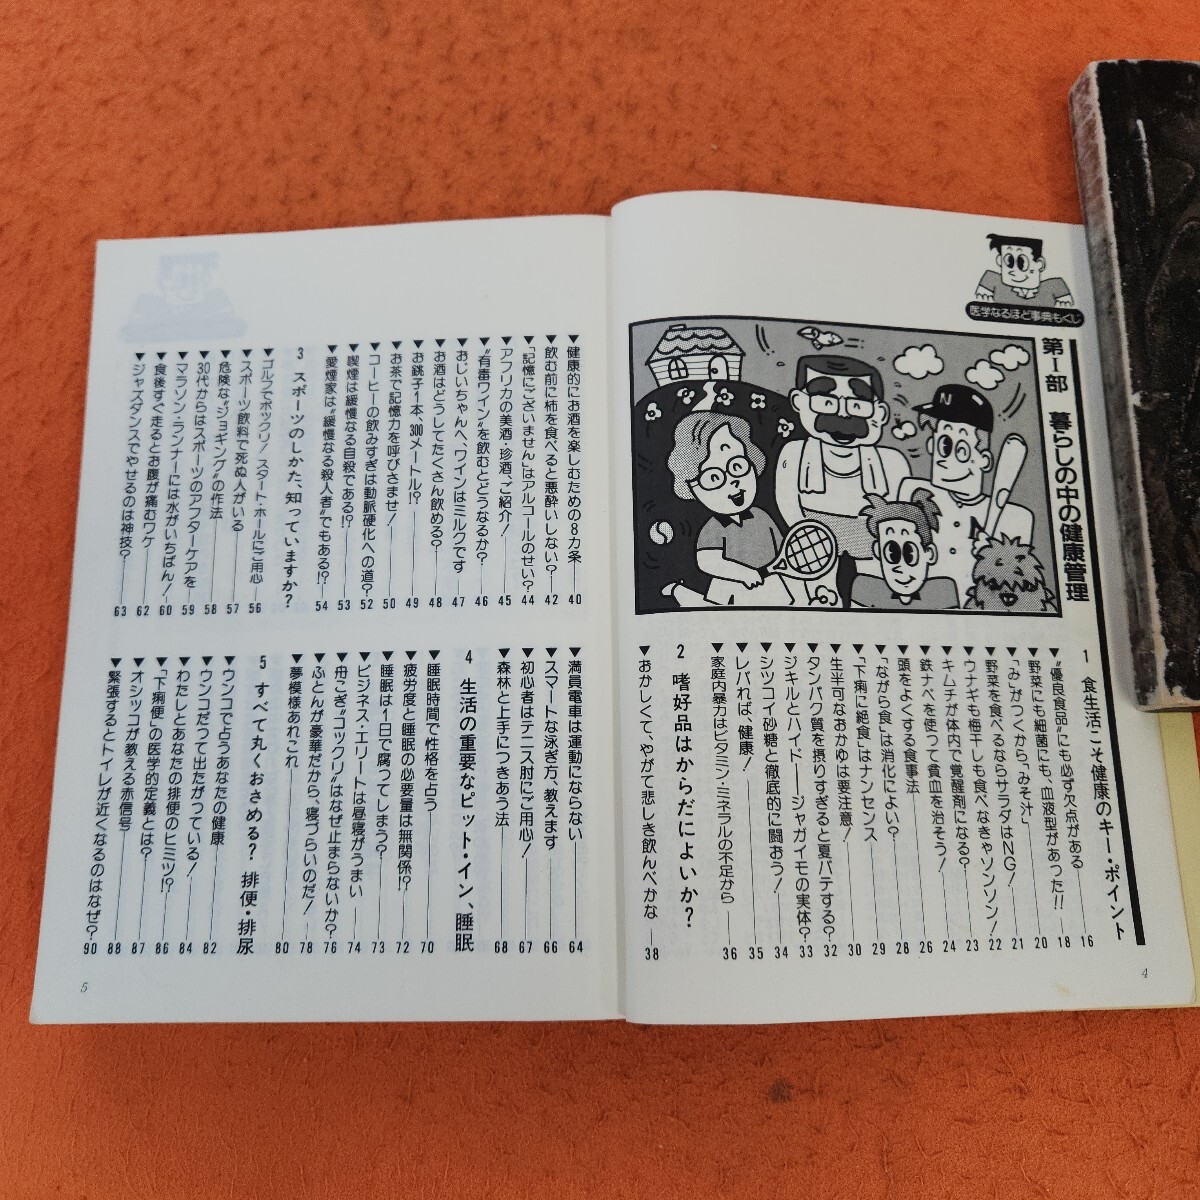 医学なるほど事典もくじ
第Ⅰ部 暮らしの中の健康管理
N
N
1 食生活こそ健康のキー・ポイント
▼“優良食品”にも必ず欠点がある 16
▼野菜にも細菌にも、血液型があった!! 18
▼「み」がつくから、「みそ汁」 20
▼野菜を食べるならサラダはNG! 21
▼ウナギも梅干しも食べなきゃソンソン! 22
▼キムチが体内で覚醒剤になる? 23
▼鉄ナベを使って貧血を治そう! 24
▼頭をよくする食事法 26
▼「ながら食」は消化によい? 28
▼「下痢に絶食」はナンセンス 29
▼生半可なおかゆは要注意! 30
▼タンパク質を摂りすぎると夏バテする? 32
▼ジキルとハイド——ジャガイモの実体? 33
▼シツコイ砂糖と徹底的に闘おう! 34
▼レバれば、健康! 35
▼家庭内暴力はビタミン・ミネラルの不足から 36
2 嗜好品はからだによいか?
▼おかしくて、やがて悲しき飲んべかな 38
4
▼健康的にお酒を楽しむための8カ条 40
▼飲む前に柿を食べると悪酔いしない? 42
▼「記憶にございません」はアルコールのせい? 44
▼アフリカの美酒・珍酒、ご紹介! 45
▼“有毒ワイン”を飲むとどうなるか? 46
▼おじいちゃんへ、ワインはミルクです 47
▼お酒はどうしてたくさん飲める? 48
▼お銚子1本、300メートル!? 49
▼お茶で記憶力を呼びさませ! 50
▼コーヒーの飲みすぎは動脈硬化への道? 52
▼喫煙は緩慢なる自殺である!? 53
▼愛煙家は“緩慢なる殺人者”でもある!? 54
3 スポーツのしかた、知っていますか?
▼ゴルフでポックリ! スタート・ホールにご用心 56
▼スポーツ飲料で死ぬ人がいる 57
▼危険な“ジョギング”の作法 58
▼30代からはスポーツのアフターケアを 59
▼マラソン・ランナーには水がいちばん! 60
▼食後すぐ走るとお腹が痛むワケ 62
▼ジャズダンスでやせるのは神技? 63
▼満員電車は運動にならない 64
▼スマートな泳ぎ方、教えます 66
▼初心者はテニス肘にご用心! 67
▼森林と上手につきあう法 68
4 生活の重要なピット・イン、睡眠
▼睡眠時間で性格を占う 70
▼疲労度と睡眠の必要量は無関係!? 72
▼睡眠は1日で腐ってしまう? 73
▼ビジネス・エリートは昼寝がうまい 74
▼舟こぎ“コックリ”はなぜ止まらないか? 76
▼ふとんが豪華だから、寝づらいのだ! 78
▼夢模様あれこれ 80
5 すべて丸くおさめる? 排便・排尿
▼ウンコで占うあなたの健康 82
▼ウンコだって出たがっている! 84
▼わたしとあなたの排便のヒミツ!? 86
▼「下痢便」の医学的定義とは? 87
▼オシッコが教える赤信号 88
▼緊張するとトイレが近くなるのはなぜ? 90
5